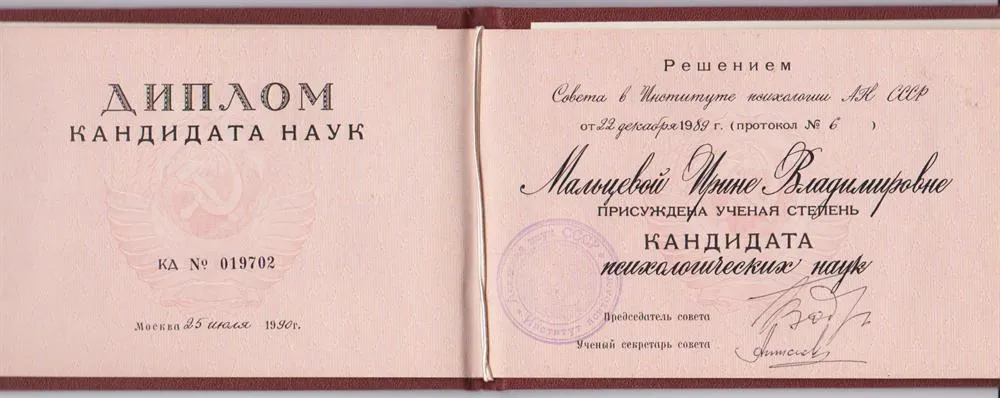 ДИПЛОМ
КАНДИДАТА НАУК
КД № 019702
Москва 25 июля 1990 г.
Решением
Совета в Институте психологии АН СССР
от 22 декабря 1989 г. (протокол № 6 )
Мальцевой Ирине Владимировне
ПРИСУЖДЕНА УЧЕНАЯ СТЕПЕНЬ
КАНДИДАТА
психологических наук
Председатель совета
Ученый секретарь совета